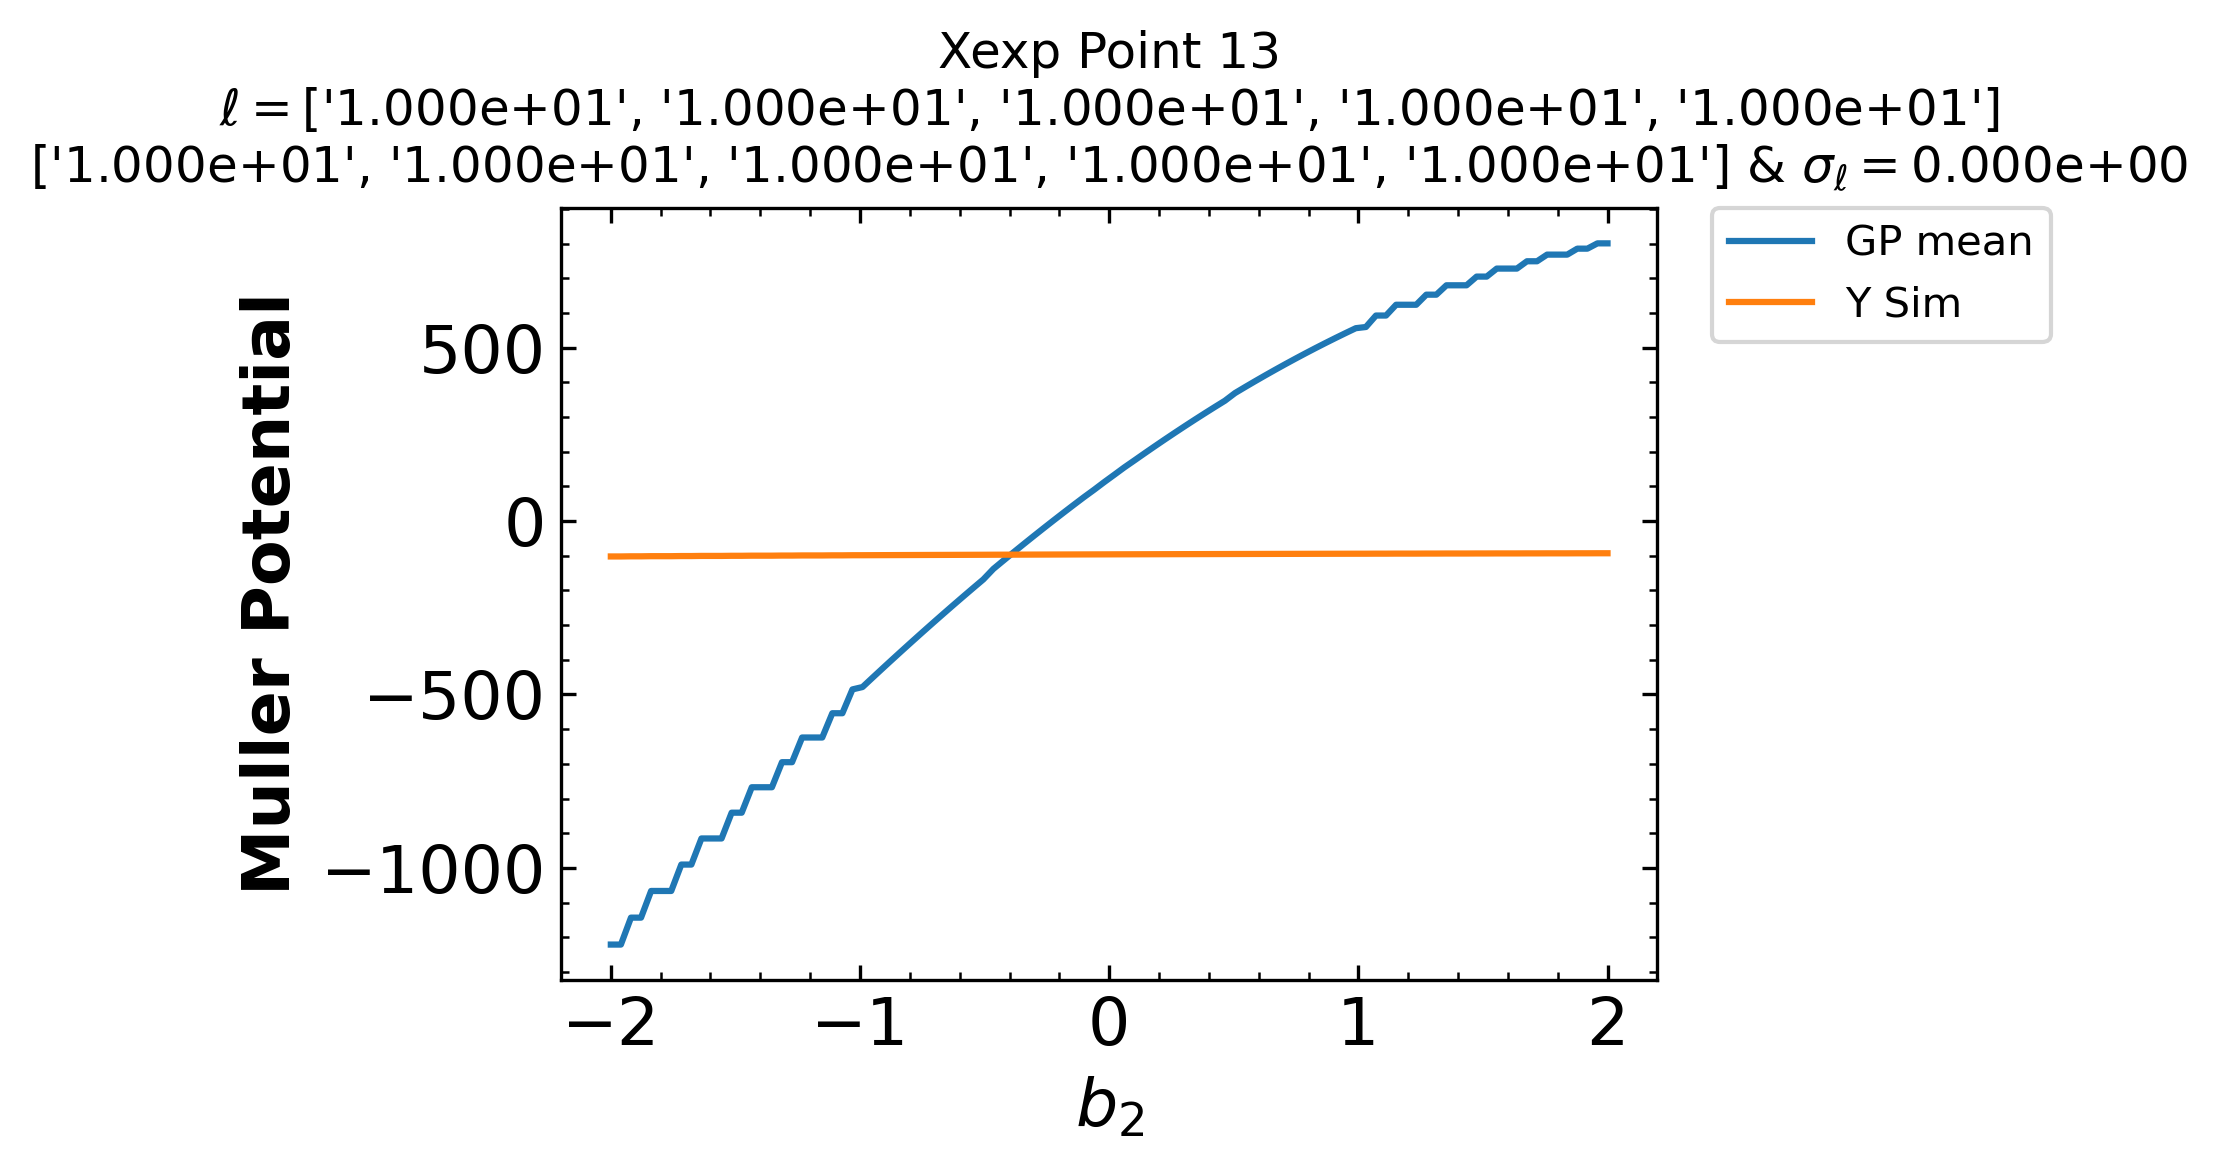 Xexp Point 13
ℓ = ['1.000e+01', '1.000e+01', '1.000e+01', '1.000e+01', '1.000e+01']
['1.000e+01', '1.000e+01', '1.000e+01', '1.000e+01', '1.000e+01'] & σℓ = 0.000e+00
GP mean
Y Sim
Muller Potential
500
0
−500
−1000
−2 −1 0 1 2
b₂